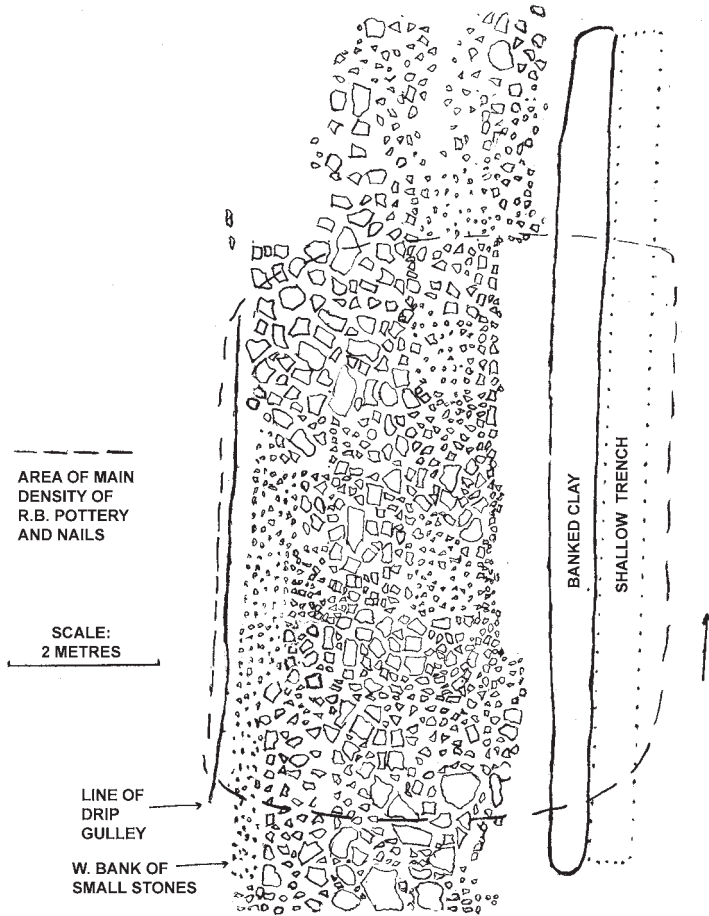 AREA OF MAIN
DENSITY OF
R.B. POTTERY
AND NAILS
SCALE:
2 METRES
LINE OF
DRIP
GULLEY
W. BANK OF
SMALL STONES
BANKED CLAY
SHALLOW TRENCH